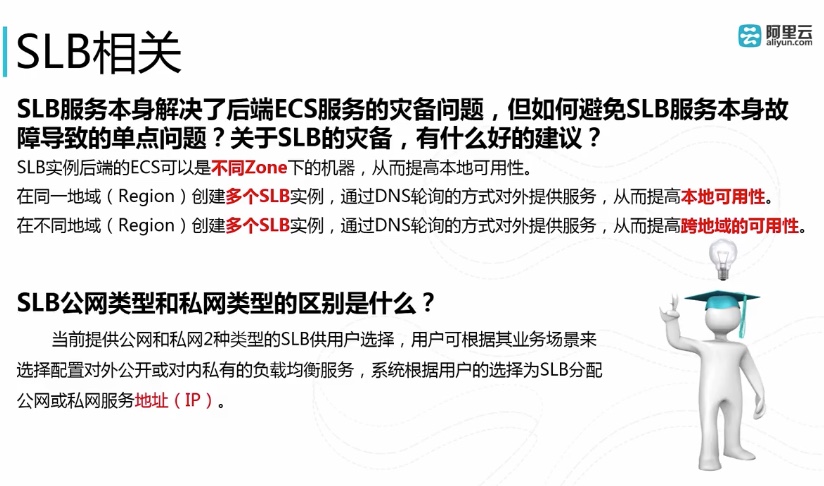 SLB相关
阿里云
aliyun.com
SLB服务本身解决了后端ECS服务的灾备问题，但如何避免SLB服务本身故
障导致的单点问题？关于SLB的灾备，有什么好的建议？
SLB实例后端的ECS可以是不同Zone下的机器，从而提高本地可用性。
在同一地域（Region）创建多个SLB实例，通过DNS轮询的方式对外提供服务，从而提高本地可用性。
在不同地域（Region）创建多个SLB实例，通过DNS轮询的方式对外提供服务，从而提高跨地域的可用性。
SLB公网类型和私网类型的区别是什么？
当前提供公网和私网2种类型的SLB供用户选择，用户可根据其业务场景来
选择配置对外公开或对内私有的负载均衡服务，系统根据用户的选择为SLB分配
公网或私网服务地址（IP）。